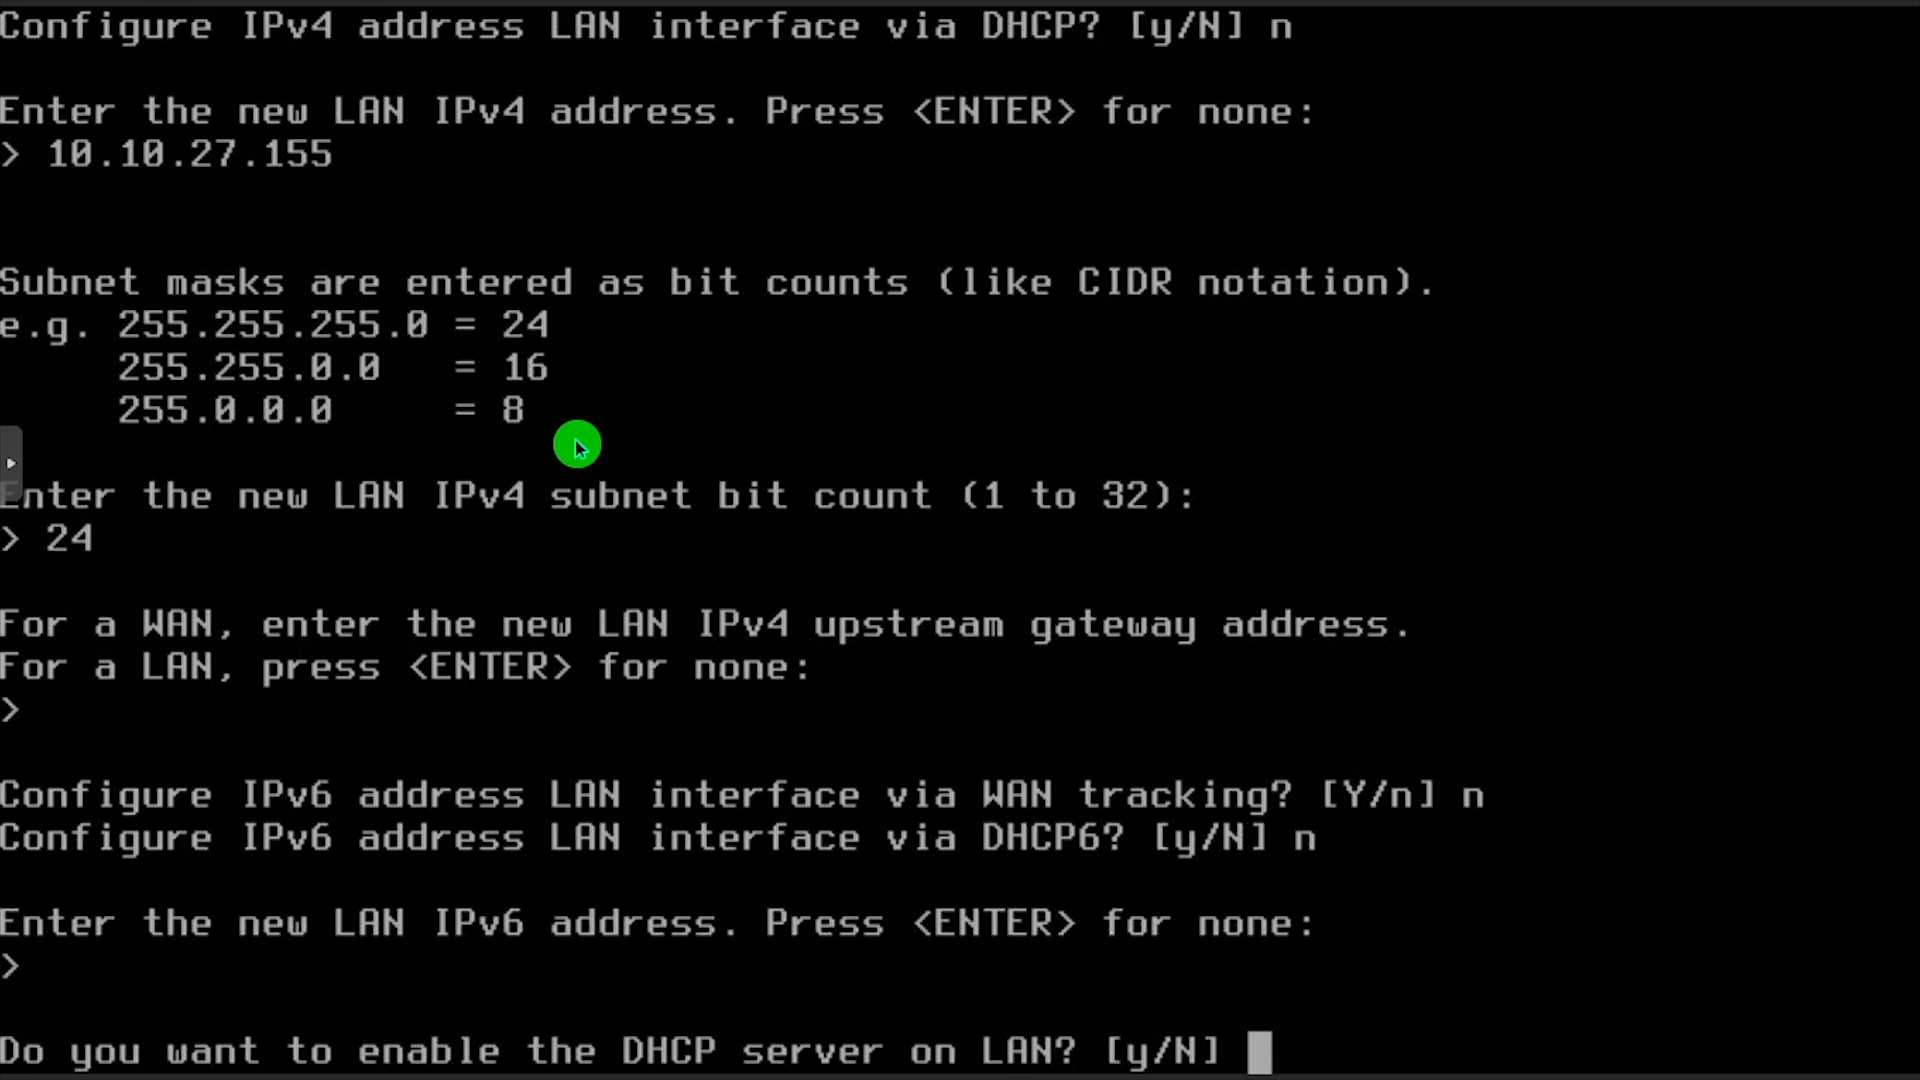 Configure IPv4 address LAN interface via DHCP? [y/N] n
Enter the new LAN IPv4 address. Press <ENTER> for none:
> 10.10.27.155
Subnet masks are entered as bit counts (like CIDR notation).
e.g. 255.255.255.0 = 24
255.255.0.0 = 16
255.0.0.0 = 8
Enter the new LAN IPv4 subnet bit count (1 to 32):
> 24
For a WAN, enter the new LAN IPv4 upstream gateway address.
For a LAN, press <ENTER> for none:
>
Configure IPv6 address LAN interface via WAN tracking? [Y/n] n
Configure IPv6 address LAN interface via DHCP6? [y/N] n
Enter the new LAN IPv6 address. Press <ENTER> for none:
>
Do you want to enable the DHCP server on LAN? [y/N]